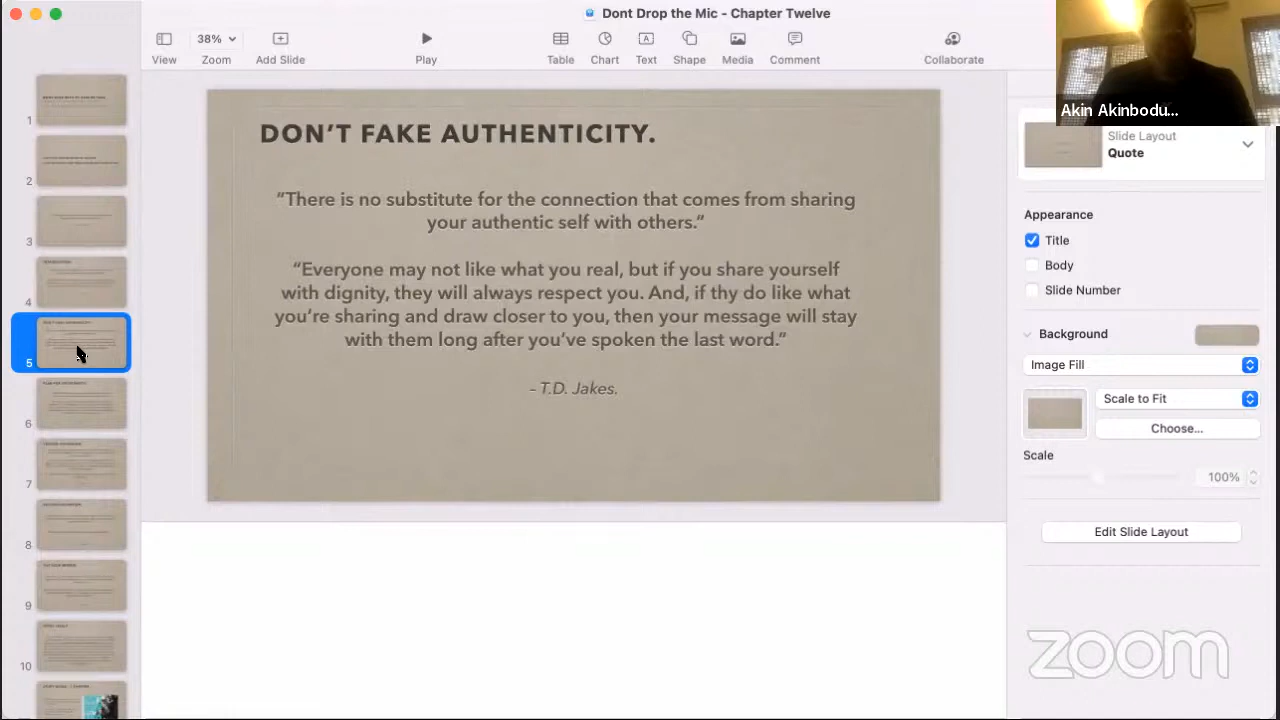 Dont Drop the Mic - Chapter Twelve
38%
View
Zoom
Add Slide
Play
Table
Chart
Text
Shape
Media
Comment
Collaborate
Akin Akinbodu...
1
2
3
4
5
6
7
8
9
10
DON'T FAKE AUTHENTICITY.
“There is no substitute for the connection that comes from sharing
your authentic self with others.”
“Everyone may not like what you real, but if you share yourself
with dignity, they will always respect you. And, if thy do like what
you're sharing and draw closer to you, then your message will stay
with them long after you've spoken the last word.”
– T.D. Jakes.
Slide Layout
Quote
Appearance
Title
Body
Slide Number
Background
Image Fill
Scale to Fit
Choose...
Scale
100%
Edit Slide Layout
zoom